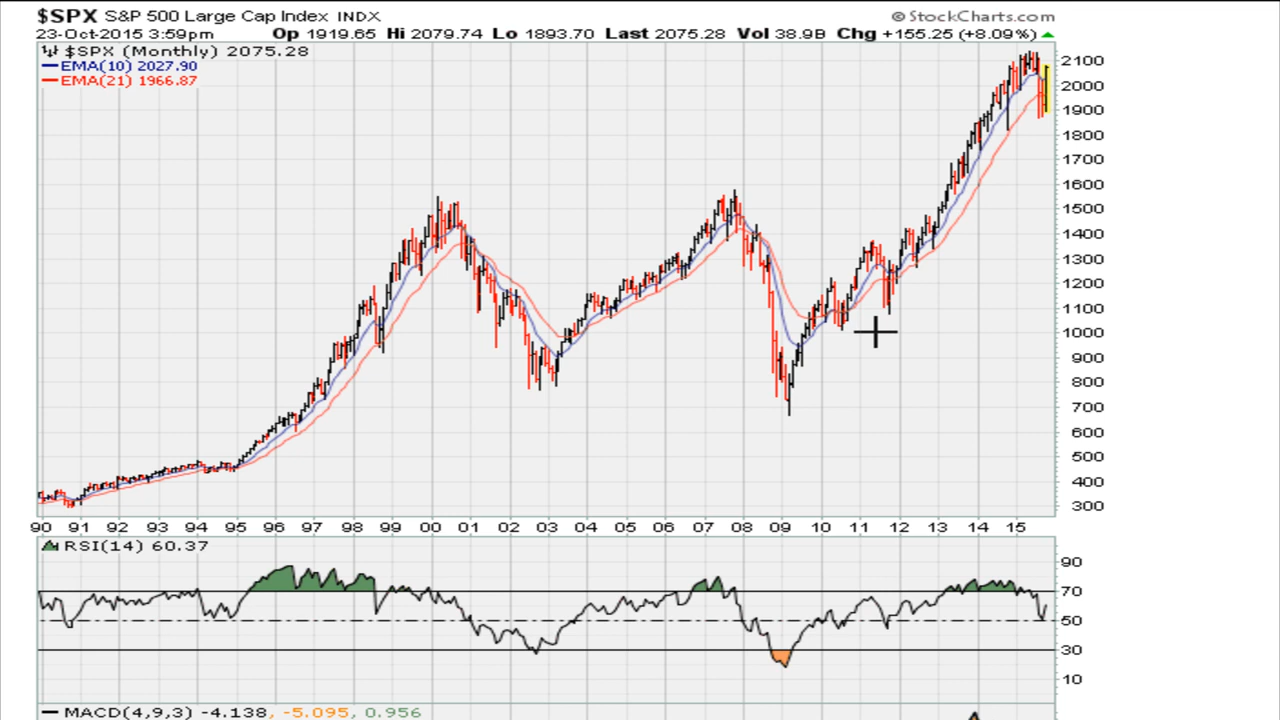 $SPX S&P 500 Large Cap Index INDX
© StockCharts.com
23-Oct-2015 3:59pm Op 1919.65 Hi 2079.74 Lo 1893.70 Last 2075.28 Vol 38.9B Chg +155.25 (+8.09%)
$SPX (Monthly) 2075.28
EMA(10) 2027.90
EMA(21) 1966.87
2100
2000
1900
1800
1700
1600
1500
1400
1300
1200
1100
1000
900
800
700
600
500
400
300
90 91 92 93 94 95 96 97 98 99 00 01 02 03 04 05 06 07 08 09 10 11 12 13 14 15
RSI(14) 60.37
90
70
50
30
10
MACD(4,9,3) -4.138, -5.095, 0.956